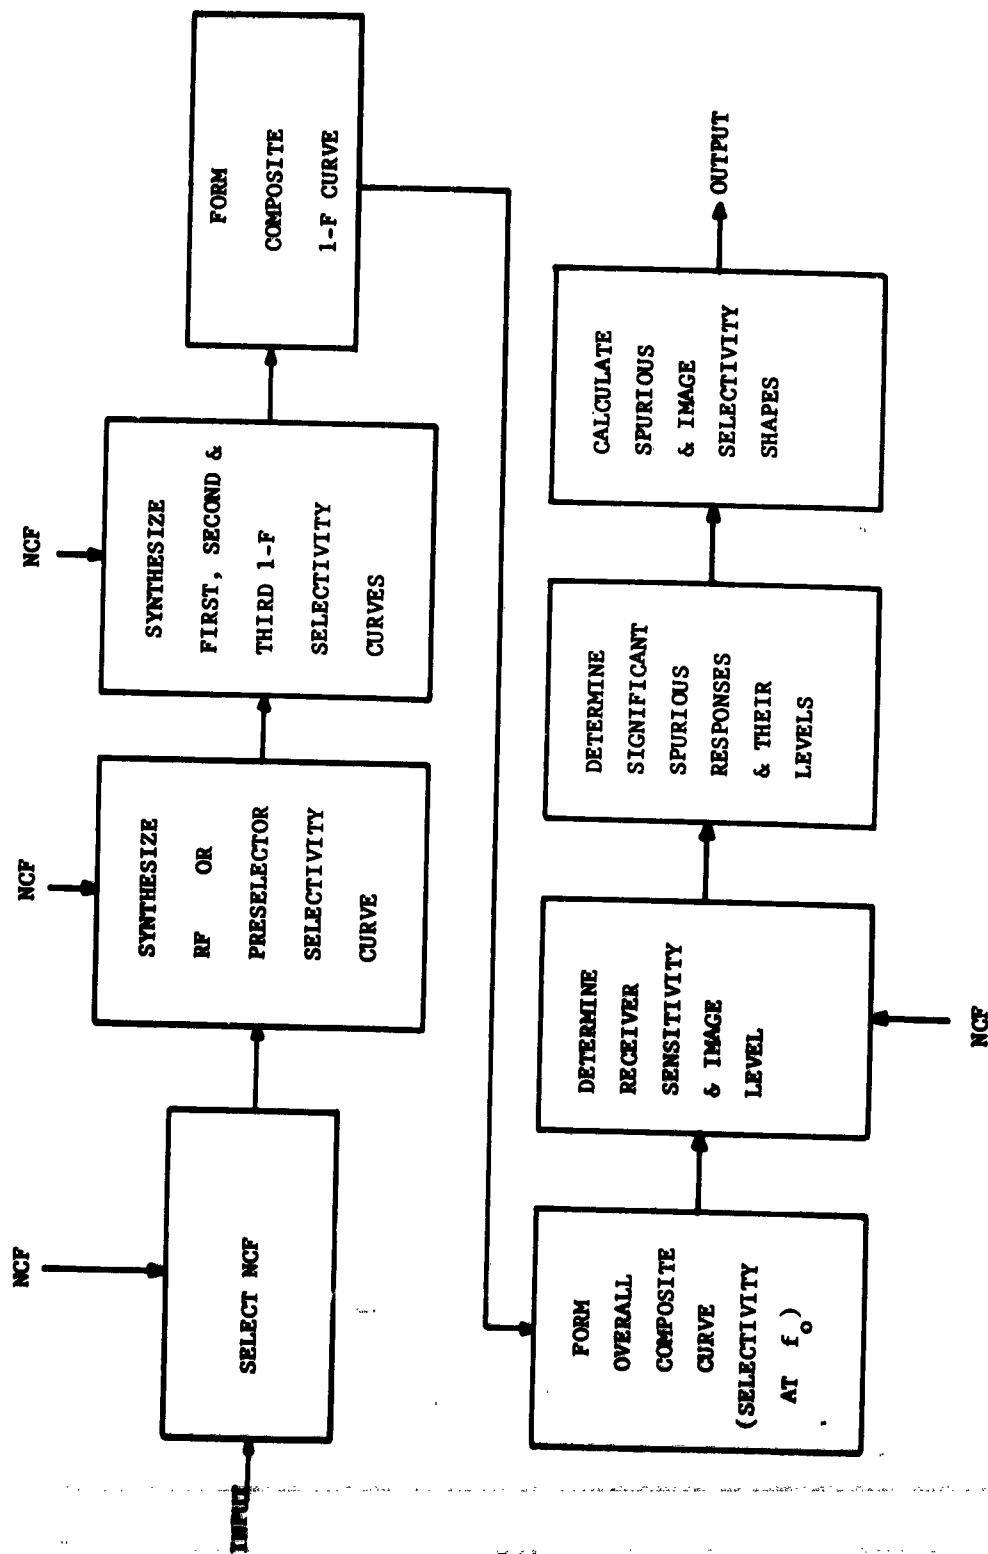 INPUT
NCF
SELECT NCF
NCF
SYNTHESIZE
RF OR
PRESELECTOR
SELECTIVITY
CURVE
NCF
SYNTHESIZE
FIRST, SECOND &
THIRD 1-F
SELECTIVITY
CURVES
FORM
COMPOSITE
1-F CURVE
FORM
OVERALL
COMPOSITE
CURVE
(SELECTIVITY
AT fo)
DETERMINE
RECEIVER
SENSITIVITY
& IMAGE
LEVEL
NCF
DETERMINE
SIGNIFICANT
SPURIOUS
RESPONSES
& THEIR
LEVELS
CALCULATE
SPURIOUS
& IMAGE
SELECTIVITY
SHAPES
OUTPUT